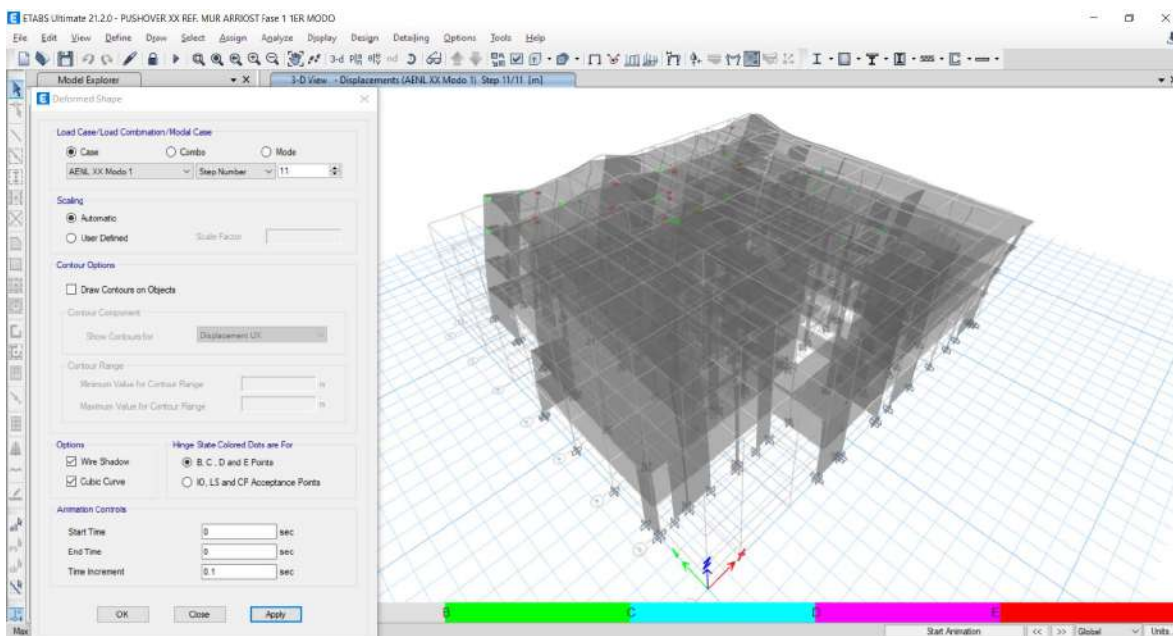 ETABS Ultimate 21.2.0 - PUSHOVER XX REF. MUR ARRIOST Fase 1 1ER MODO
File Edit View Define Draw Select Assign Analyze Display Design Detailing Options Tools Help
3-d
Model Explorer
3-D View - Displacements (AENL XX Modo 1) Step 11/11 [m]
Deformed Shape
Load Case/Load Combination/Modal Case
Case Combo Mode
AENL XX Modo 1 Step Number 11
Scaling
Automatic
User Defined Scale Factor
Contour Options
Draw Contours on Objects
Contour Component
Show Contours for Displacement UX
Contour Range
Minimum Value for Contour Range m
Maximum Value for Contour Range m
Options
Wire Shadow
Cubic Curve
Hinge State Colored Dots are For
B, C, D and E Points
IO, LS and CP Acceptance Points
Animation Controls
Start Time 0 sec
End Time 0 sec
Time Increment 0.1 sec
OK Close Apply
B C D E
Max Start Animation << >> Global Units